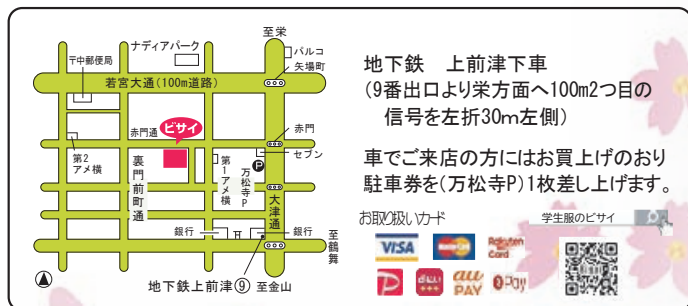 至栄
ナディアパーク
パルコ
矢場町
〒中郵便局
若宮大通(100m道路)
赤門通
ビサイ
赤門
セブン
P
第2アメ横
裏門前町通
第1アメ横
万松寺P
大津通
銀行
銀行
至鶴舞
地下鉄上前津⑨
至金山
地下鉄 上前津下車
(9番出口より栄方面へ100m2つ目の
信号を左折30m左側)
車でご来店の方にはお買上げのおり
駐車券を(万松寺P)1枚差し上げます。
お取り扱いカード
学生服のビサイ
VISA
MasterCard
Rakuten Card
P
d払い
au PAY
Pay